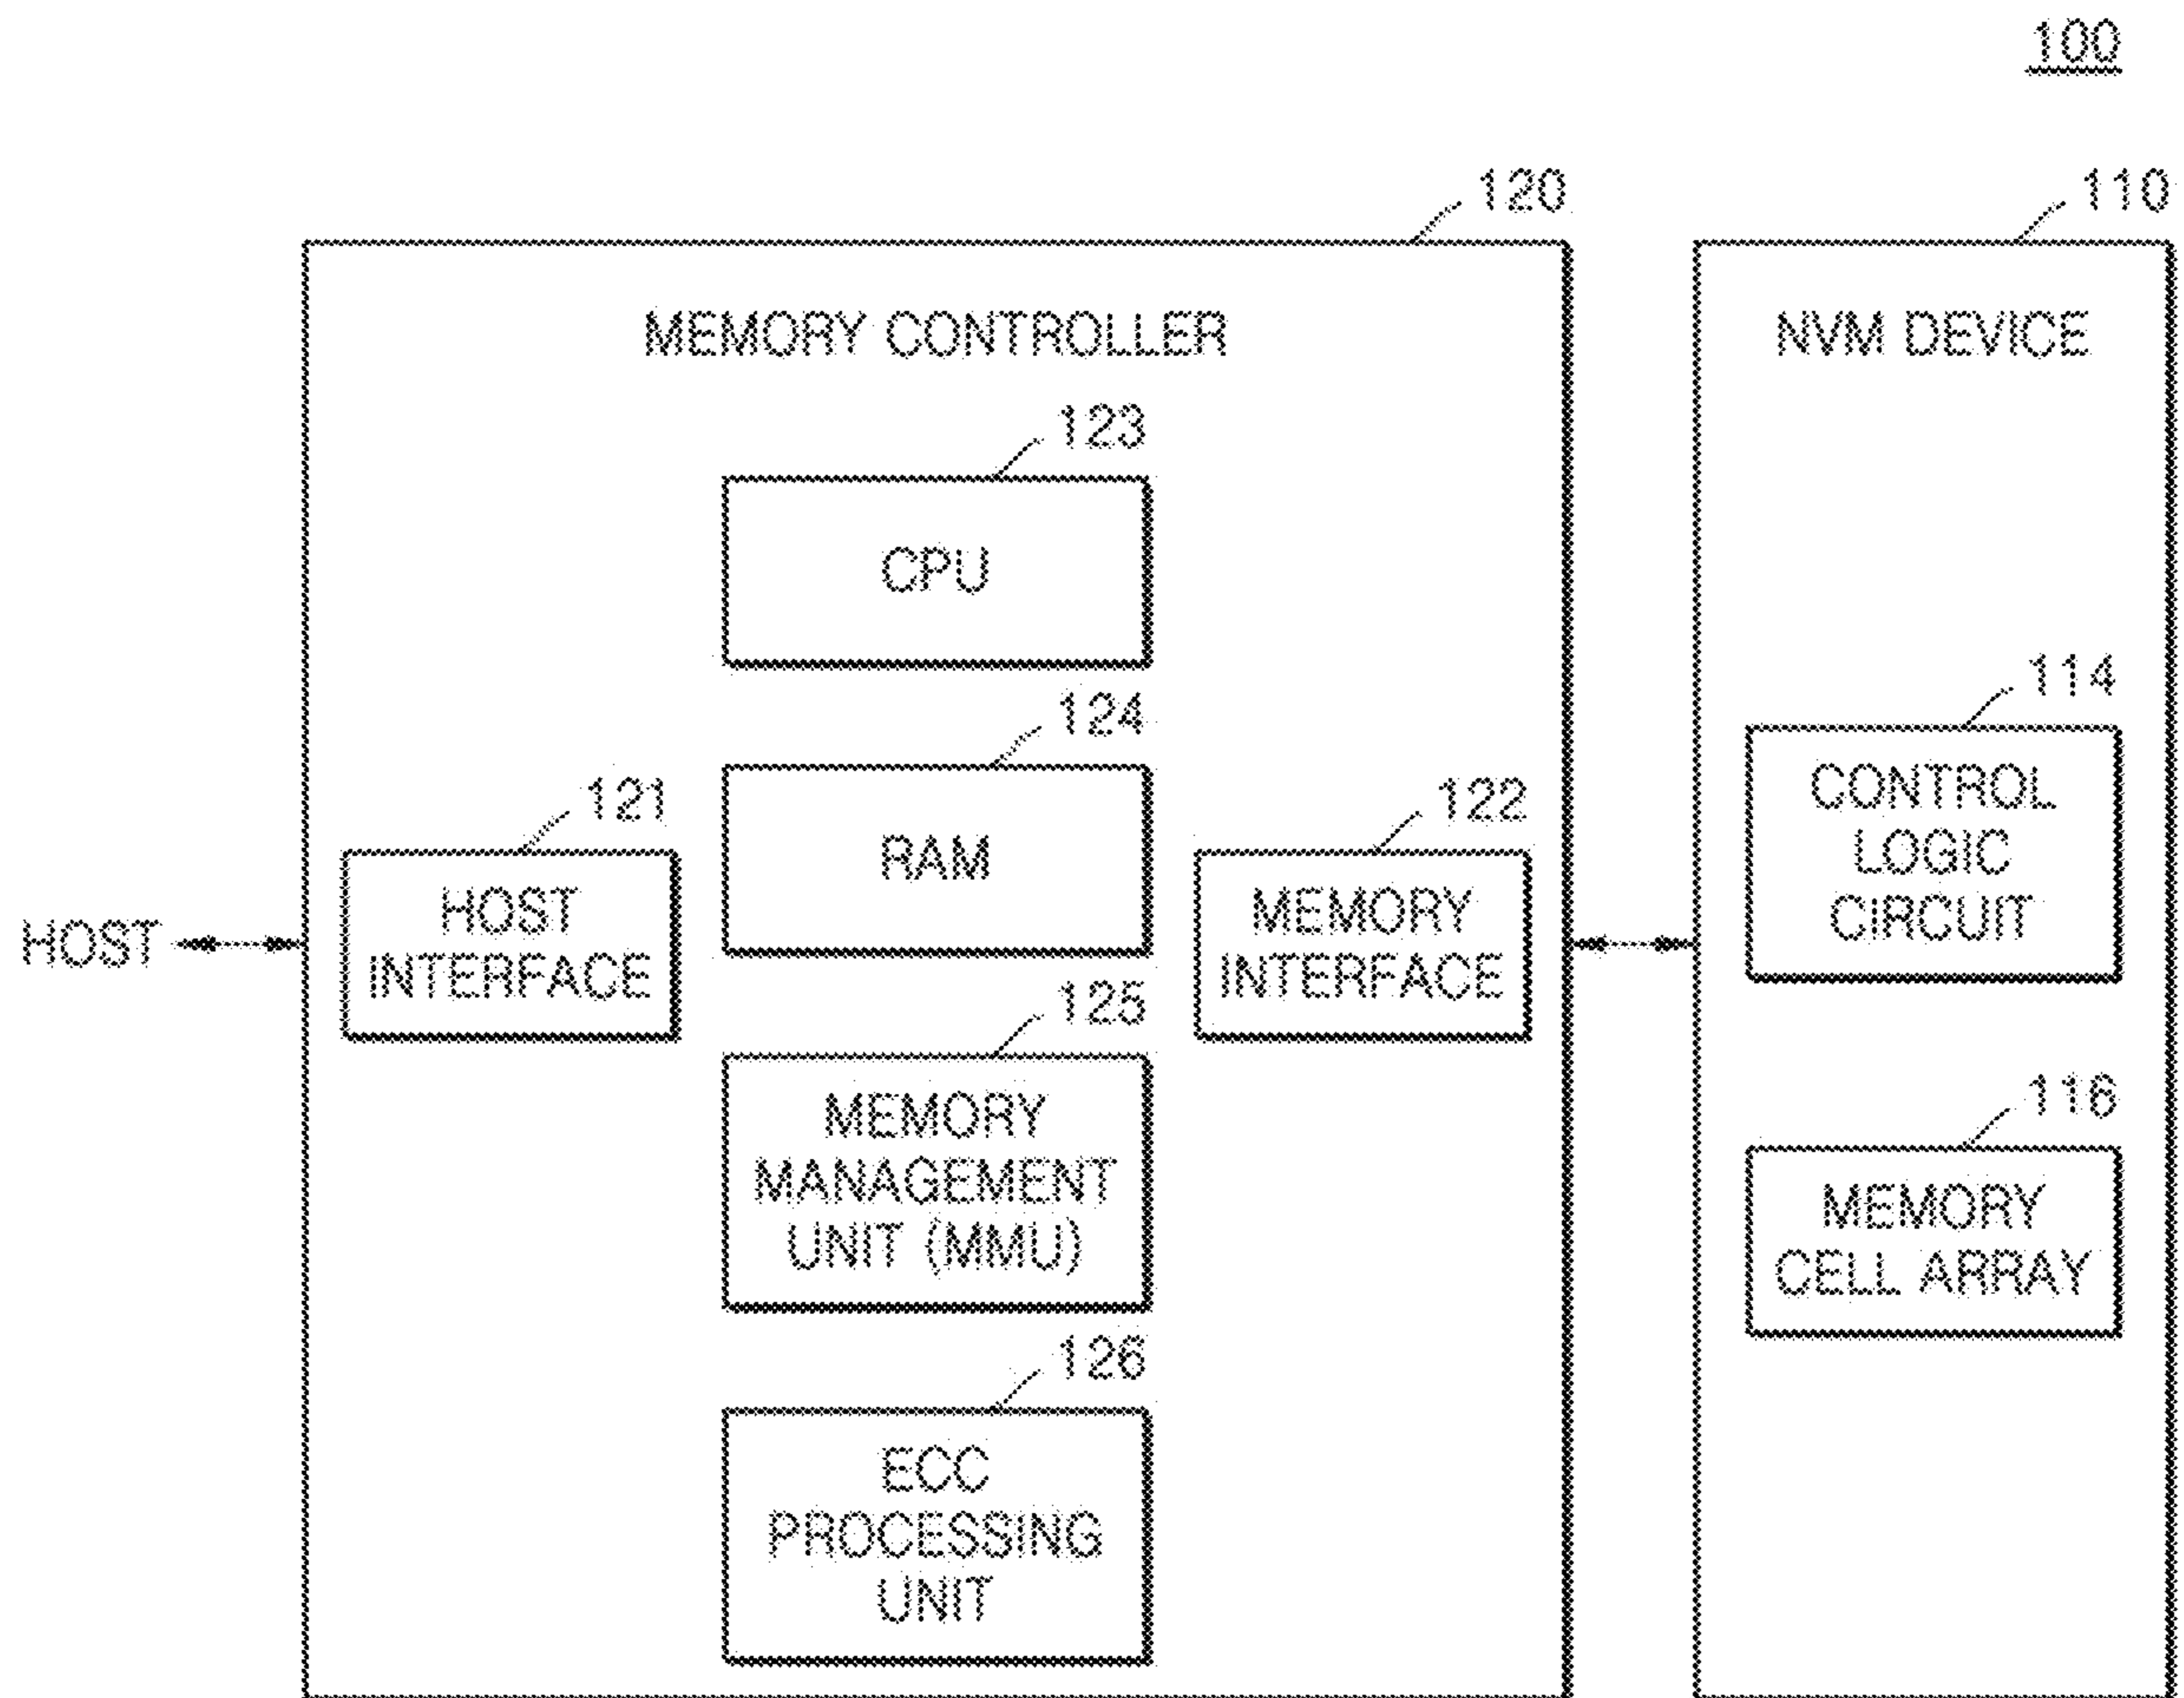 100
120
110
MEMORY CONTROLLER
NVM DEVICE
123
CPU
124
RAM
121
HOST
INTERFACE
122
MEMORY
INTERFACE
HOST
125
MEMORY
MANAGEMENT
UNIT (MMU)
126
ECC
PROCESSING
UNIT
114
CONTROL
LOGIC
CIRCUIT
116
MEMORY
CELL ARRAY